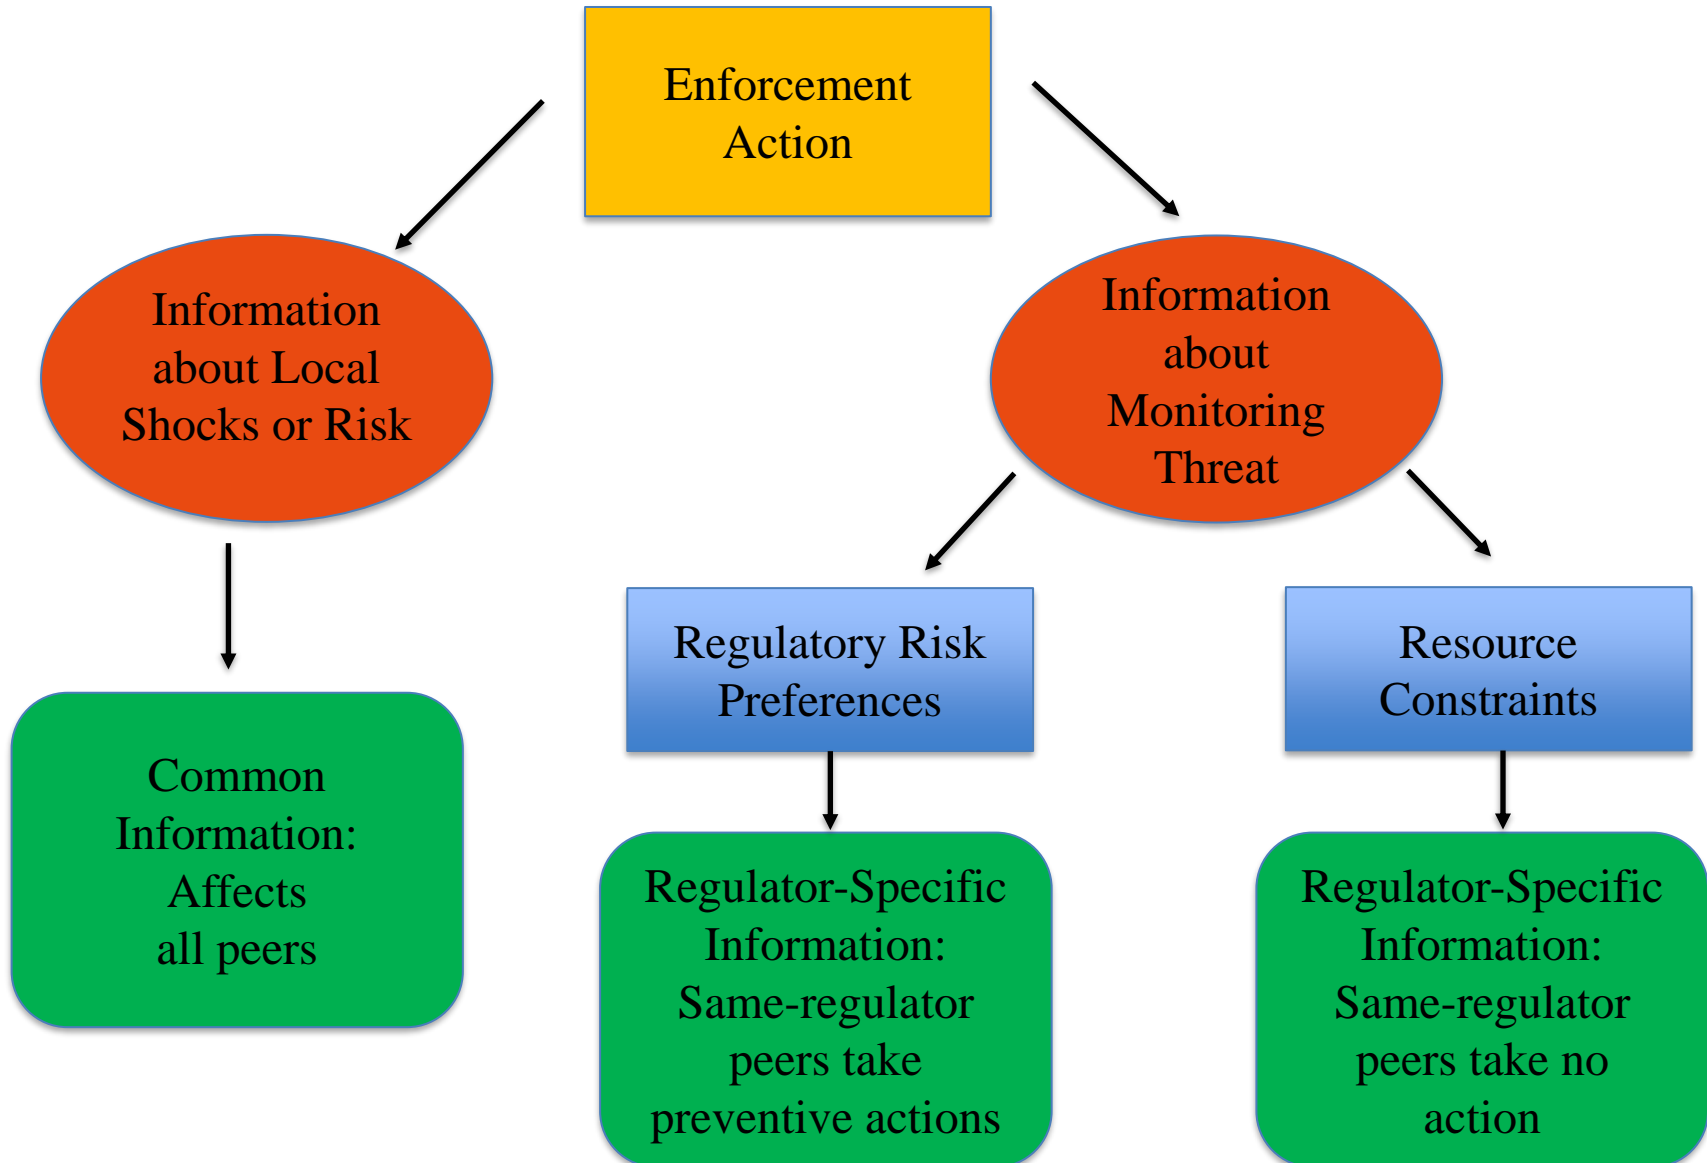 Enforcement
Action
Information
about Local
Shocks or Risk
Information
about
Monitoring
Threat
Regulatory Risk
Preferences
Resource
Constraints
Common
Information:
Affects
all peers
Regulator-Specific
Information:
Same-regulator
peers take
preventive actions
Regulator-Specific
Information:
Same-regulator
peers take no
action